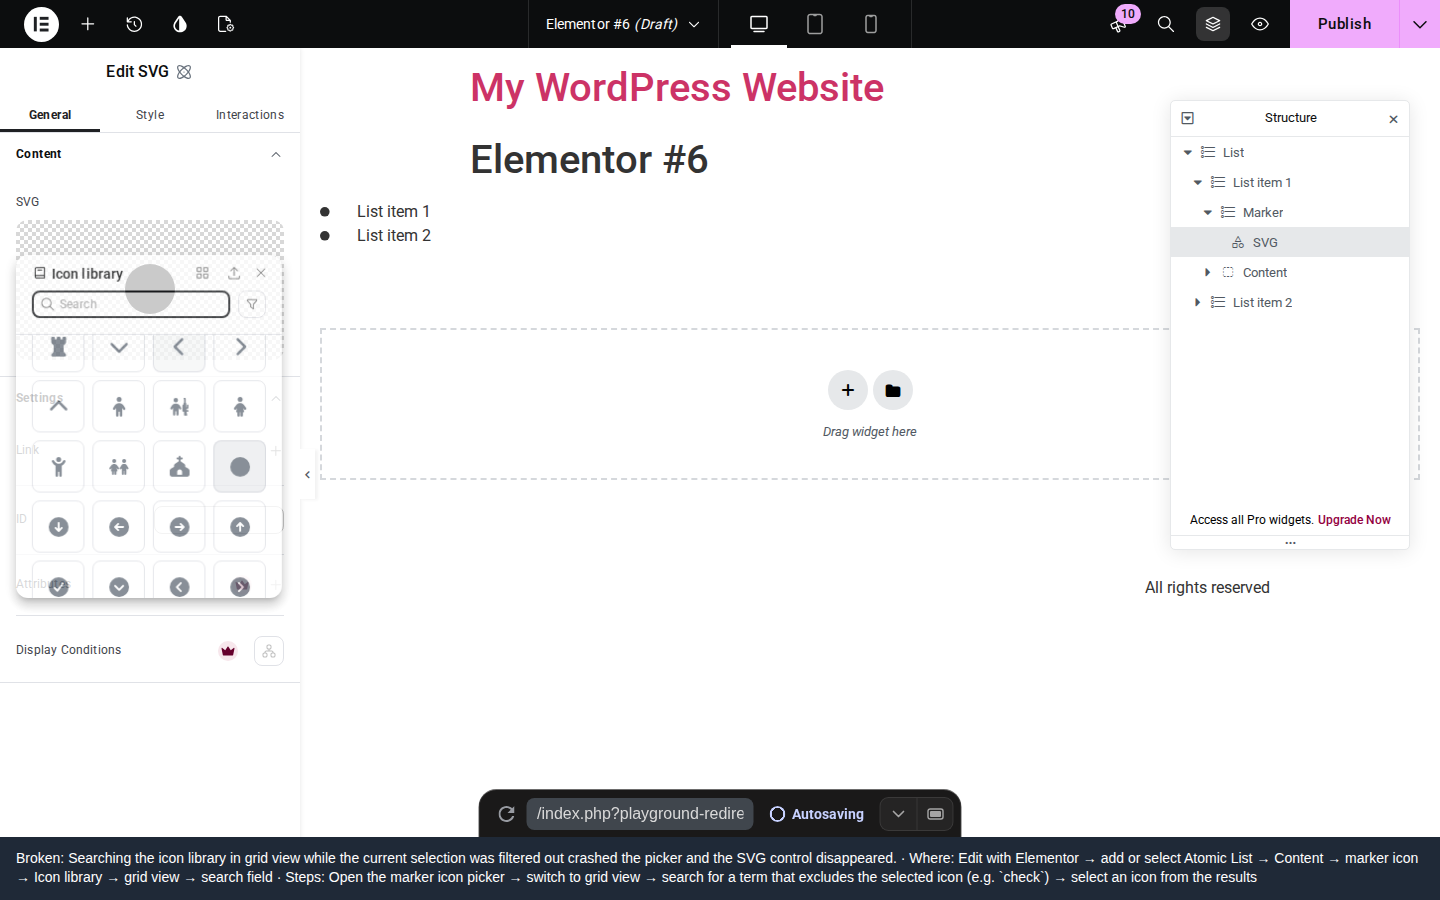 Elementor #6 (Draft)
10
Publish
Edit SVG
General
Style
Interactions
Content
SVG
Icon library
Search
Settings
Link
ID
Attributes
Display Conditions
My WordPress Website
Elementor #6
List item 1
List item 2
Drag widget here
All rights reserved
Structure
List
List item 1
Marker
SVG
Content
List item 2
Access all Pro widgets. Upgrade Now
/index.php?playground-redire
Autosaving
Broken: Searching the icon library in grid view while the current selection was filtered out crashed the picker and the SVG control disappeared. · Where: Edit with Elementor → add or select Atomic List → Content → marker icon
→ Icon library → grid view → search field · Steps: Open the marker icon picker → switch to grid view → search for a term that excludes the selected icon (e.g. `check`) → select an icon from the results